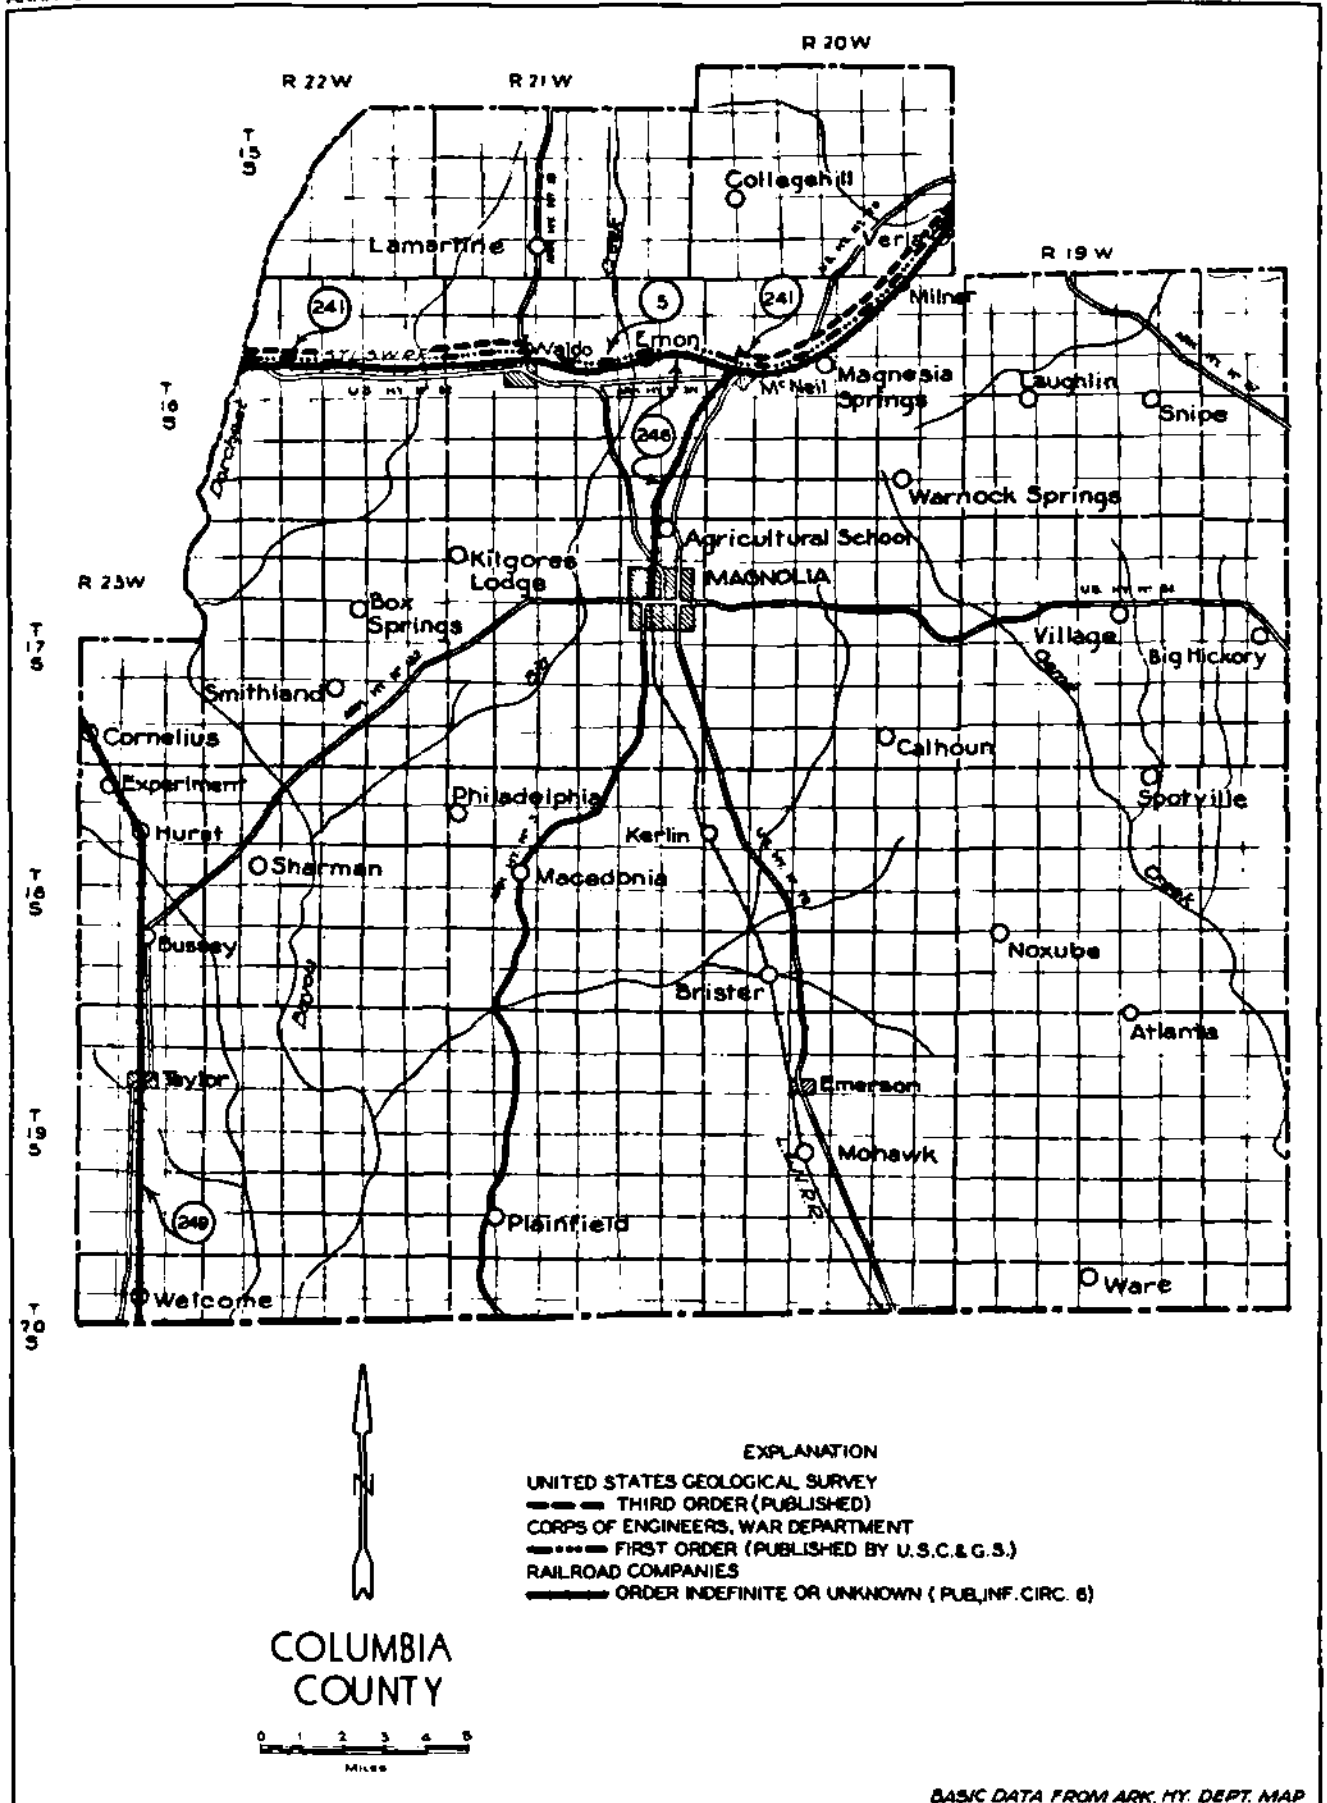 R 20 W
R 22 W
R 21 W
T
15
S
Collegehill
Lamartine
R 19 W
241
5
241
Milner
Waldo
Emon
McNeil
Magnesia
Springs
Laughlin
Snipe
T
16
S
Dorcheat
246
Warnock Springs
Agricultural School
Kilgores
Lodge
MAGNOLIA
R 23 W
Box
Springs
T
17
S
Village
Big Hickory
Smithland
Cornelius
Calhoun
Experiment
Philadelphia
Spotville
Hurst
Kerlin
Sharman
Macedonia
T
18
S
Creek
Bussey
Noxube
Bayou
Brister
Atlanta
Taylor
Emerson
T
19
S
Mohawk
249
Plainfield
Ware
Welcome
T
20
S
N
EXPLANATION
UNITED STATES GEOLOGICAL SURVEY
THIRD ORDER (PUBLISHED)
CORPS OF ENGINEERS, WAR DEPARTMENT
FIRST ORDER (PUBLISHED BY U.S.C.& G.S.)
RAILROAD COMPANIES
ORDER INDEFINITE OR UNKNOWN (PUB, INF. CIRC. 6)
COLUMBIA
COUNTY
0 1 2 3 4 5
Miles
BASIC DATA FROM ARK. HY. DEPT. MAP